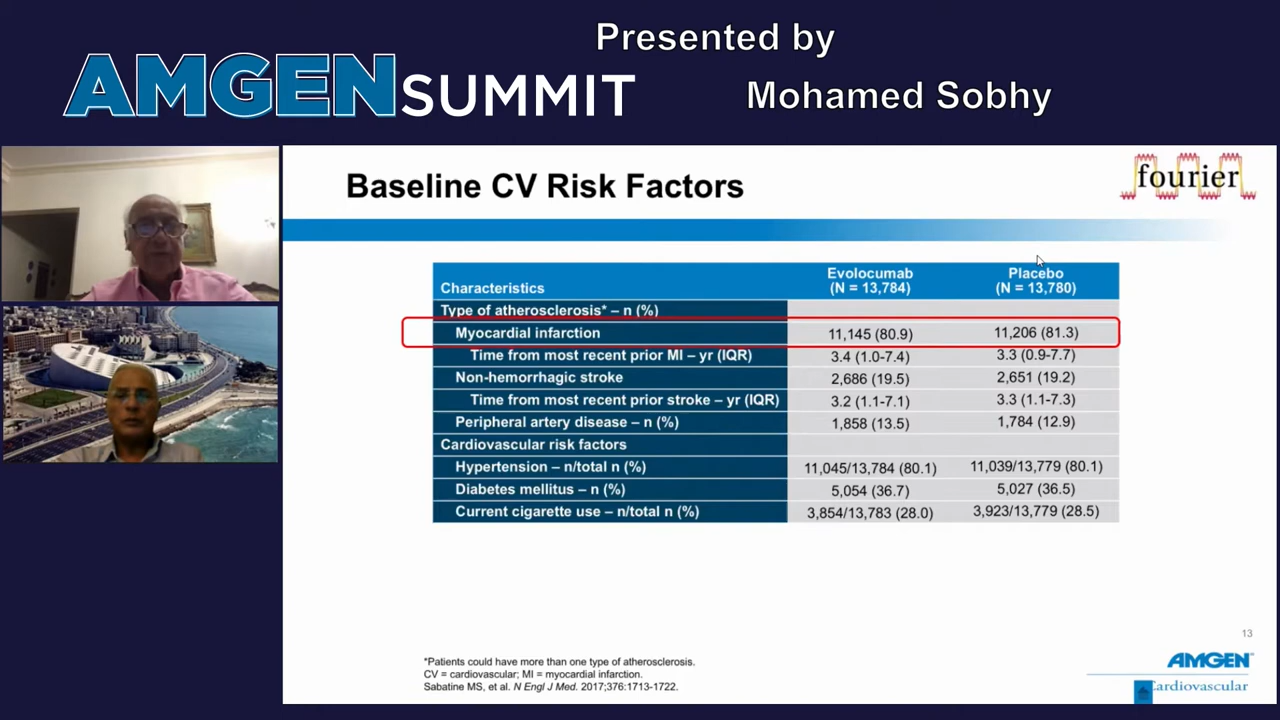 Presented by
AMGEN SUMMIT
Mohamed Sobhy
Baseline CV Risk Factors
fourier
Characteristics Evolocumab (N = 13,784) Placebo (N = 13,780)
Type of atherosclerosis* – n (%)
Myocardial infarction 11,145 (80.9) 11,206 (81.3)
Time from most recent prior MI – yr (IQR) 3.4 (1.0-7.4) 3.3 (0.9-7.7)
Non-hemorrhagic stroke 2,686 (19.5) 2,651 (19.2)
Time from most recent prior stroke – yr (IQR) 3.2 (1.1-7.1) 3.3 (1.1-7.3)
Peripheral artery disease – n (%) 1,858 (13.5) 1,784 (12.9)
Cardiovascular risk factors
Hypertension – n/total n (%) 11,045/13,784 (80.1) 11,039/13,779 (80.1)
Diabetes mellitus – n (%) 5,054 (36.7) 5,027 (36.5)
Current cigarette use – n/total n (%) 3,854/13,783 (28.0) 3,923/13,779 (28.5)
13
*Patients could have more than one type of atherosclerosis.
CV = cardiovascular; MI = myocardial infarction.
Sabatine MS, et al. N Engl J Med. 2017;376:1713-1722.
AMGEN™
Cardiovascular